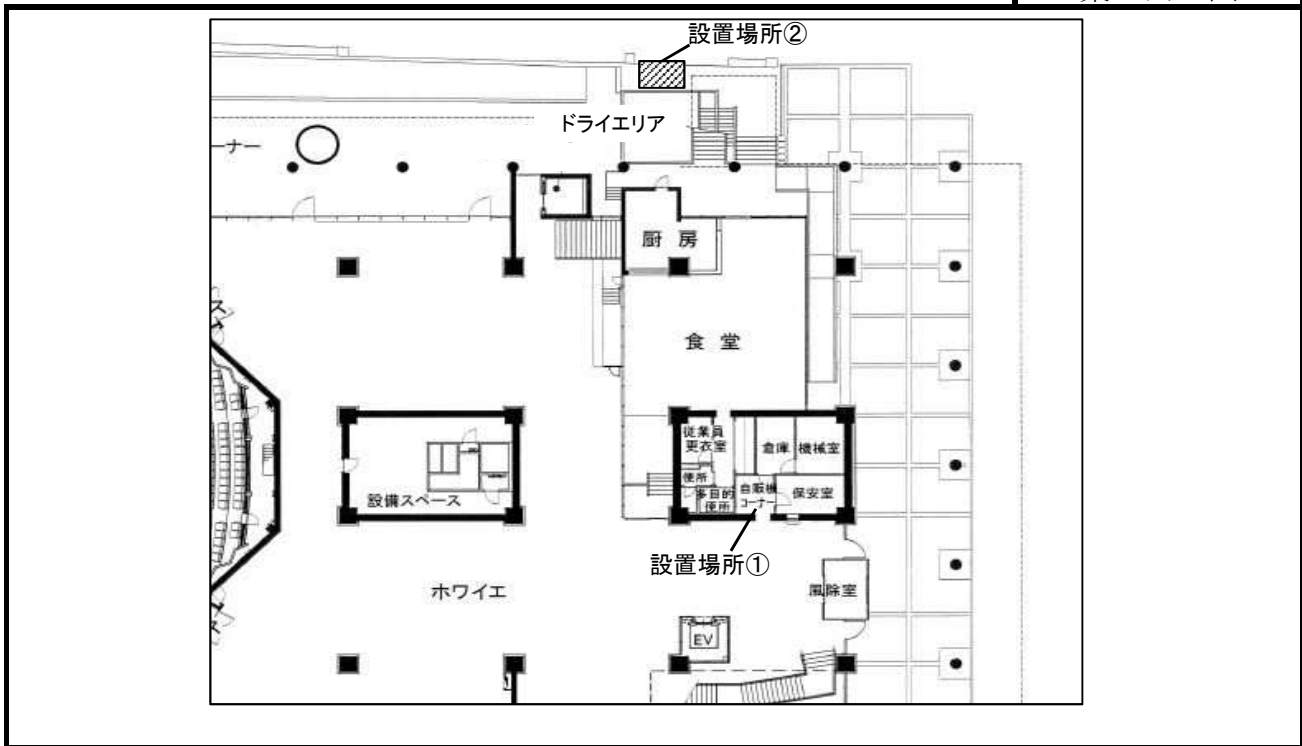 設置場所②
ドライエリア
ーナー
厨 房
食 堂
従業員
更衣室
倉庫
機械室
便所
多目的
便所
自販機
コーナー
保安室
設備スペース
設置場所①
ホワイエ
風除室
EV